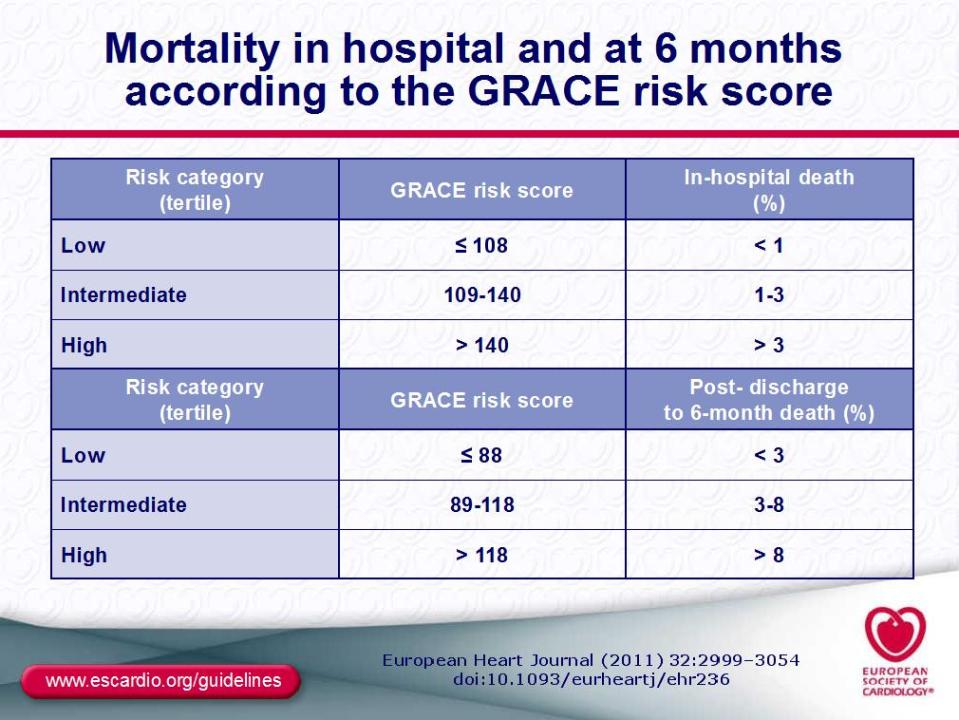 Mortality in hospital and at 6 months
according to the GRACE risk score
Risk category
(tertile)
GRACE risk score
In-hospital death
(%)
Low
≤ 108
< 1
Intermediate
109-140
1-3
High
> 140
> 3
Risk category
(tertile)
GRACE risk score
Post- discharge
to 6-month death (%)
Low
≤ 88
< 3
Intermediate
89-118
3-8
High
> 118
> 8
www.escardio.org/guidelines
European Heart Journal (2011) 32:2999–3054
doi:10.1093/eurheartj/ehr236
EUROPEAN
SOCIETY OF
CARDIOLOGY®